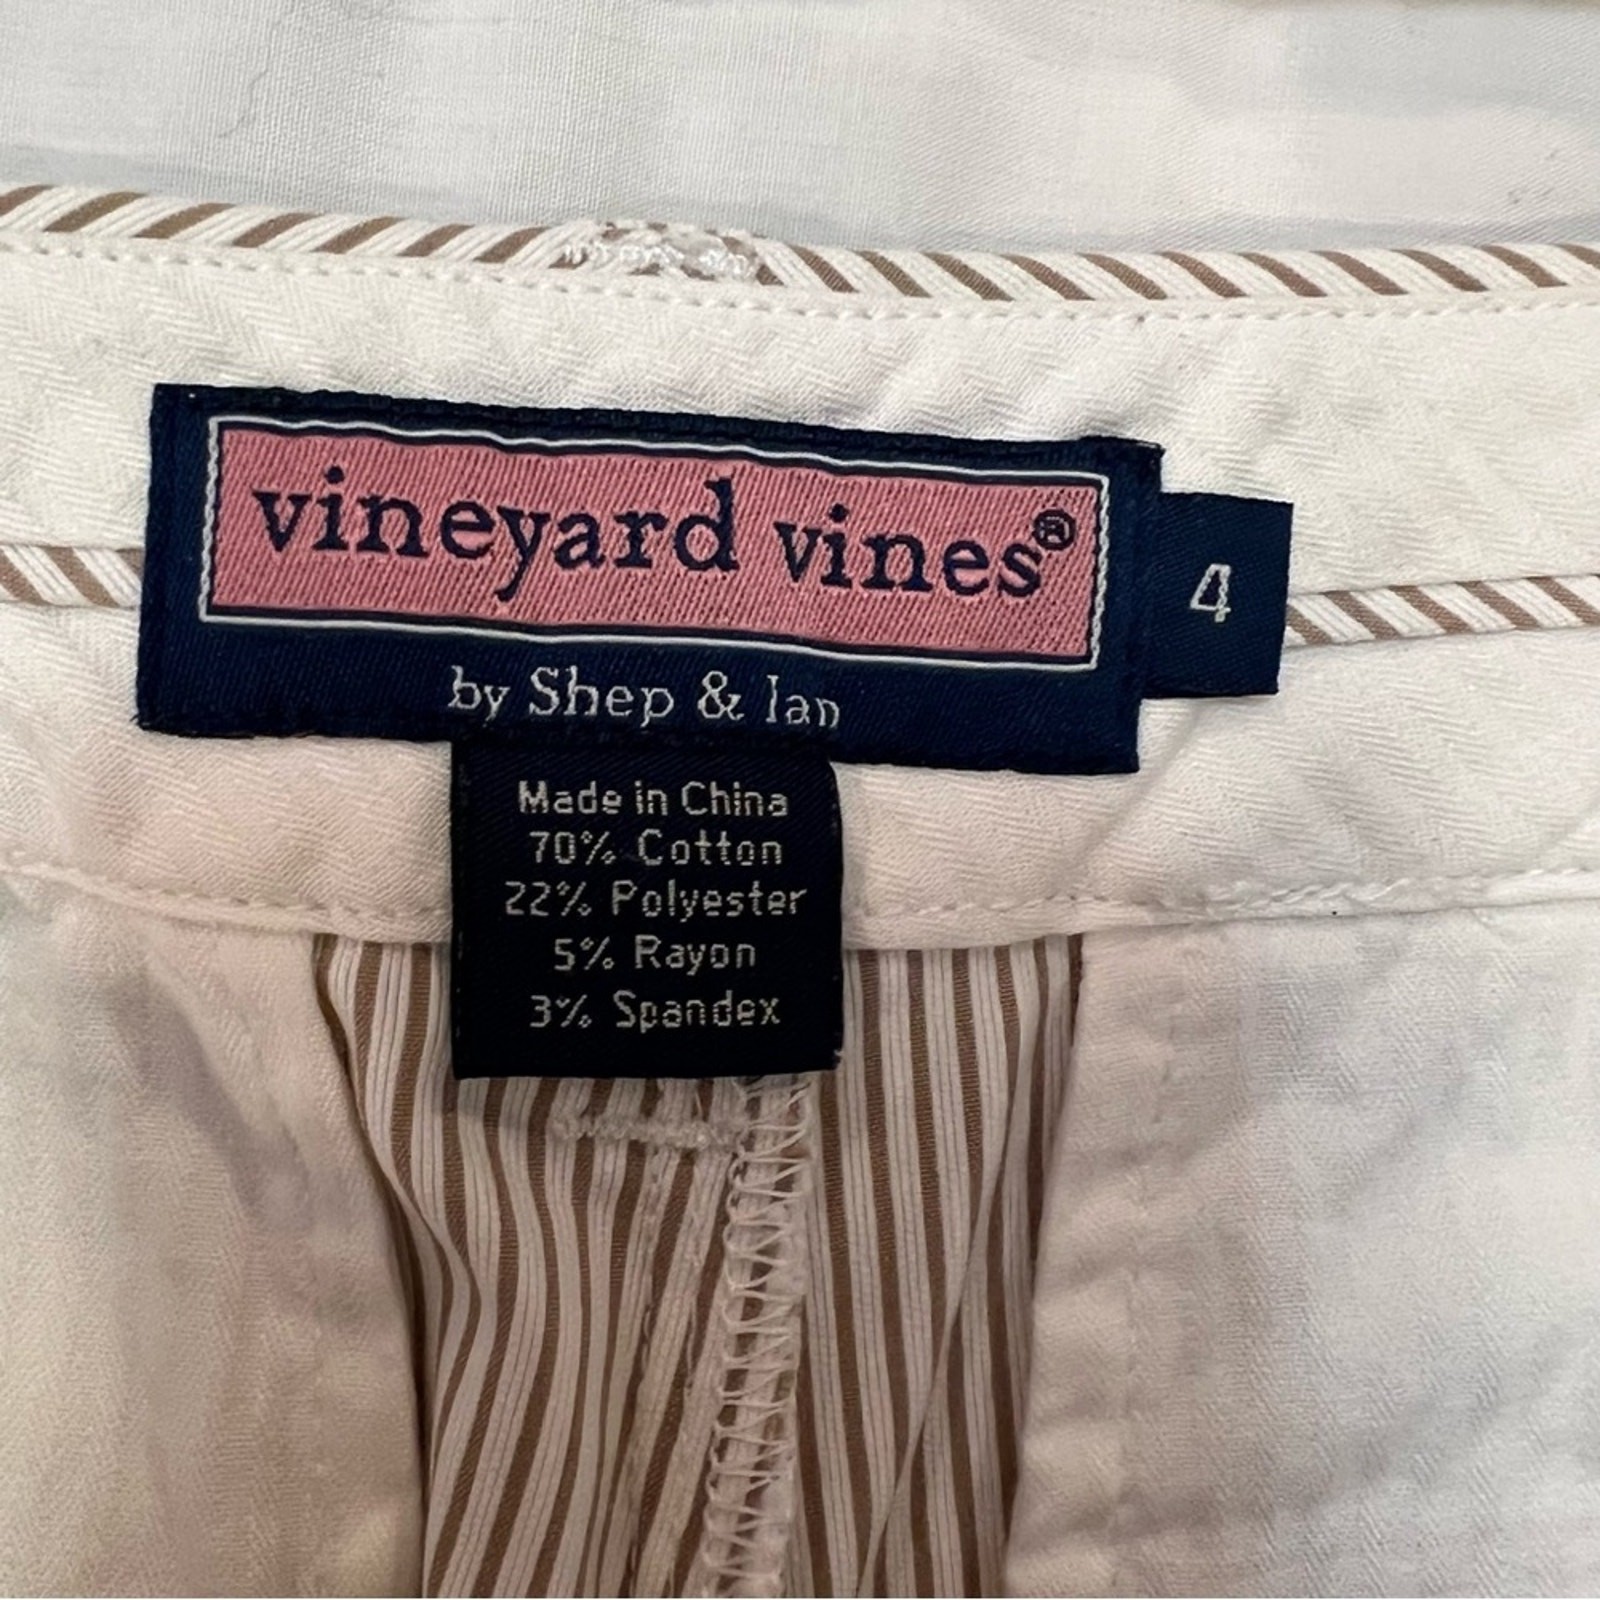 vineyard vines®
4
by Shep & Ian
Made in China
70% Cotton
22% Polyester
5% Rayon
3% Spandex